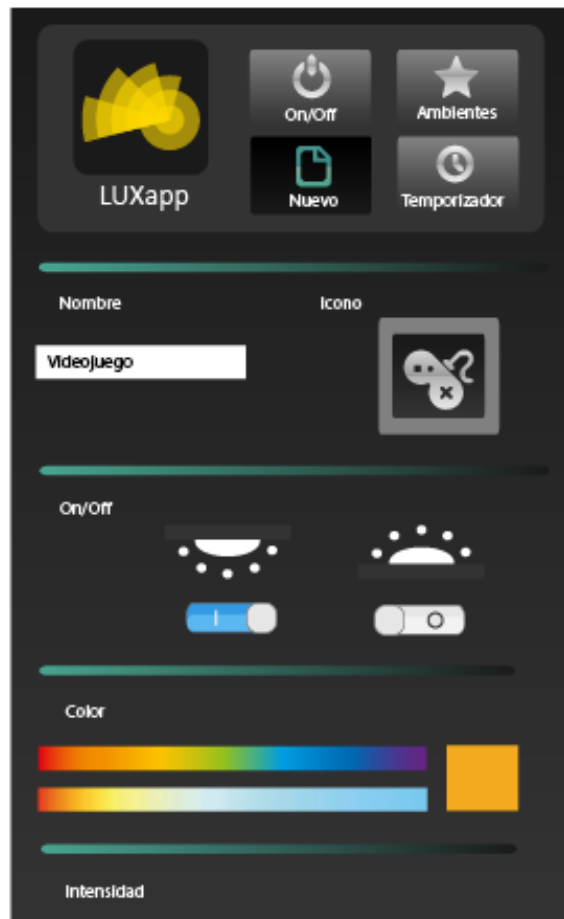 On/Off
Ambientes
LUXapp
Nuevo
Temporizador
Nombre
Icono
Videojuego
On/Off
I
O
Color
Intensidad